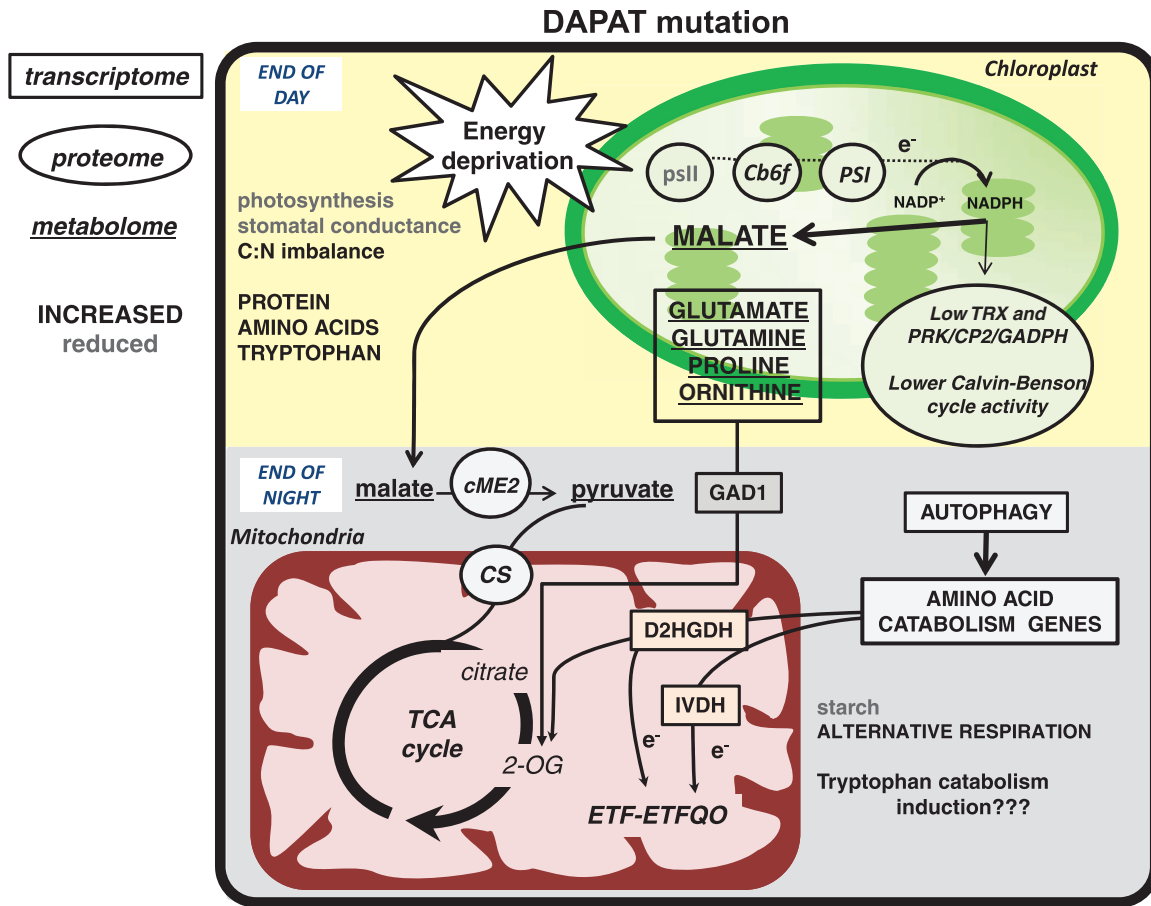 DAPAT mutation
transcriptome
proteome
metabolome
INCREASED
reduced
END OF
DAY
Energy
deprivation
Chloroplast
psII
Cb6f
PSI
e-
NADP+
NADPH
photosynthesis
stomatal conductance
C:N imbalance
PROTEIN
AMINO ACIDS
TRYPTOPHAN
MALATE
GLUTAMATE
GLUTAMINE
PROLINE
ORNITHINE
Low TRX and
PRK/CP2/GADPH
Lower Calvin-Benson
cycle activity
END OF
NIGHT
malate
cME2
pyruvate
GAD1
AUTOPHAGY
Mitochondria
CS
AMINO ACID
CATABOLISM GENES
D2HGDH
citrate
IVDH
TCA
cycle
2-OG
e-
e-
ETF-ETFQO
starch
ALTERNATIVE RESPIRATION
Tryptophan catabolism
induction???